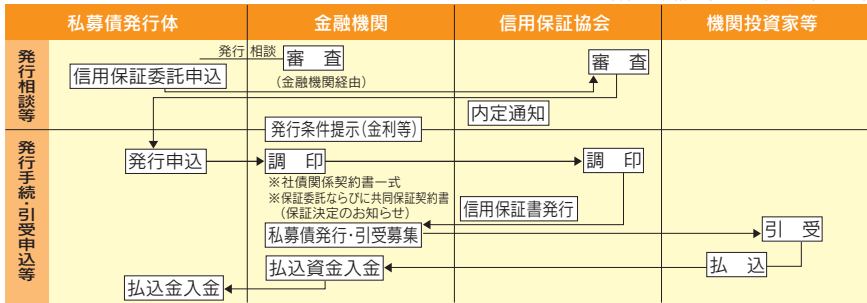 私募債発行体 金融機関 信用保証協会 機関投資家等
発行相談等
発行 相談
審 査
審 査
信用保証委託申込
(金融機関経由)
内定通知
発行条件提示(金利等)
発行手続・引受申込等
発行申込
調 印
調 印
※社債関係契約書一式
※保証委託ならびに共同保証契約書
(保証決定のお知らせ)
信用保証書発行
私募債発行・引受募集
引 受
払込資金入金
払 込
払込金入金